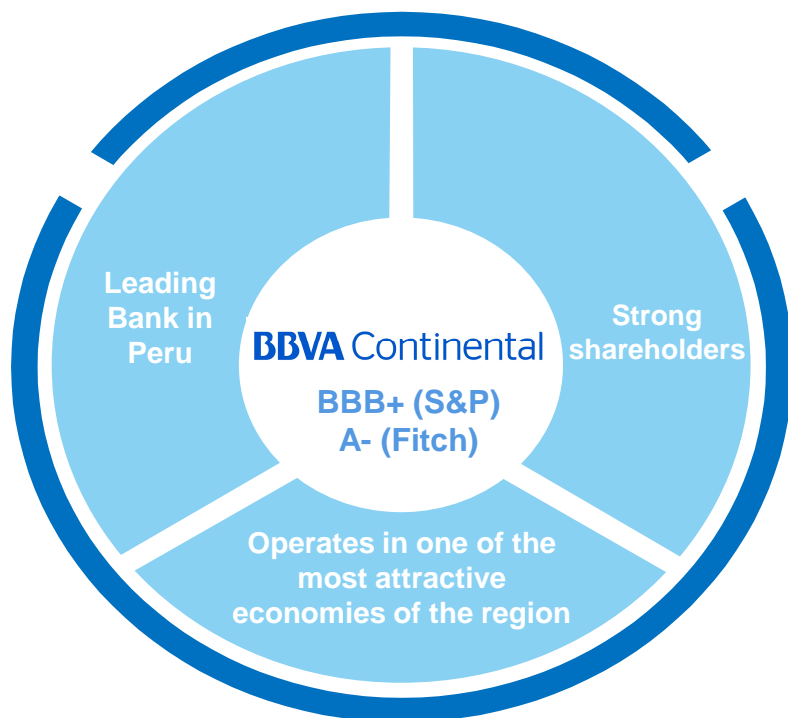 Leading
Bank in
Peru
Strong
shareholders
BBVA Continental
BBB+ (S&P)
A- (Fitch)
Operates in one of the
most attractive
economies of the region